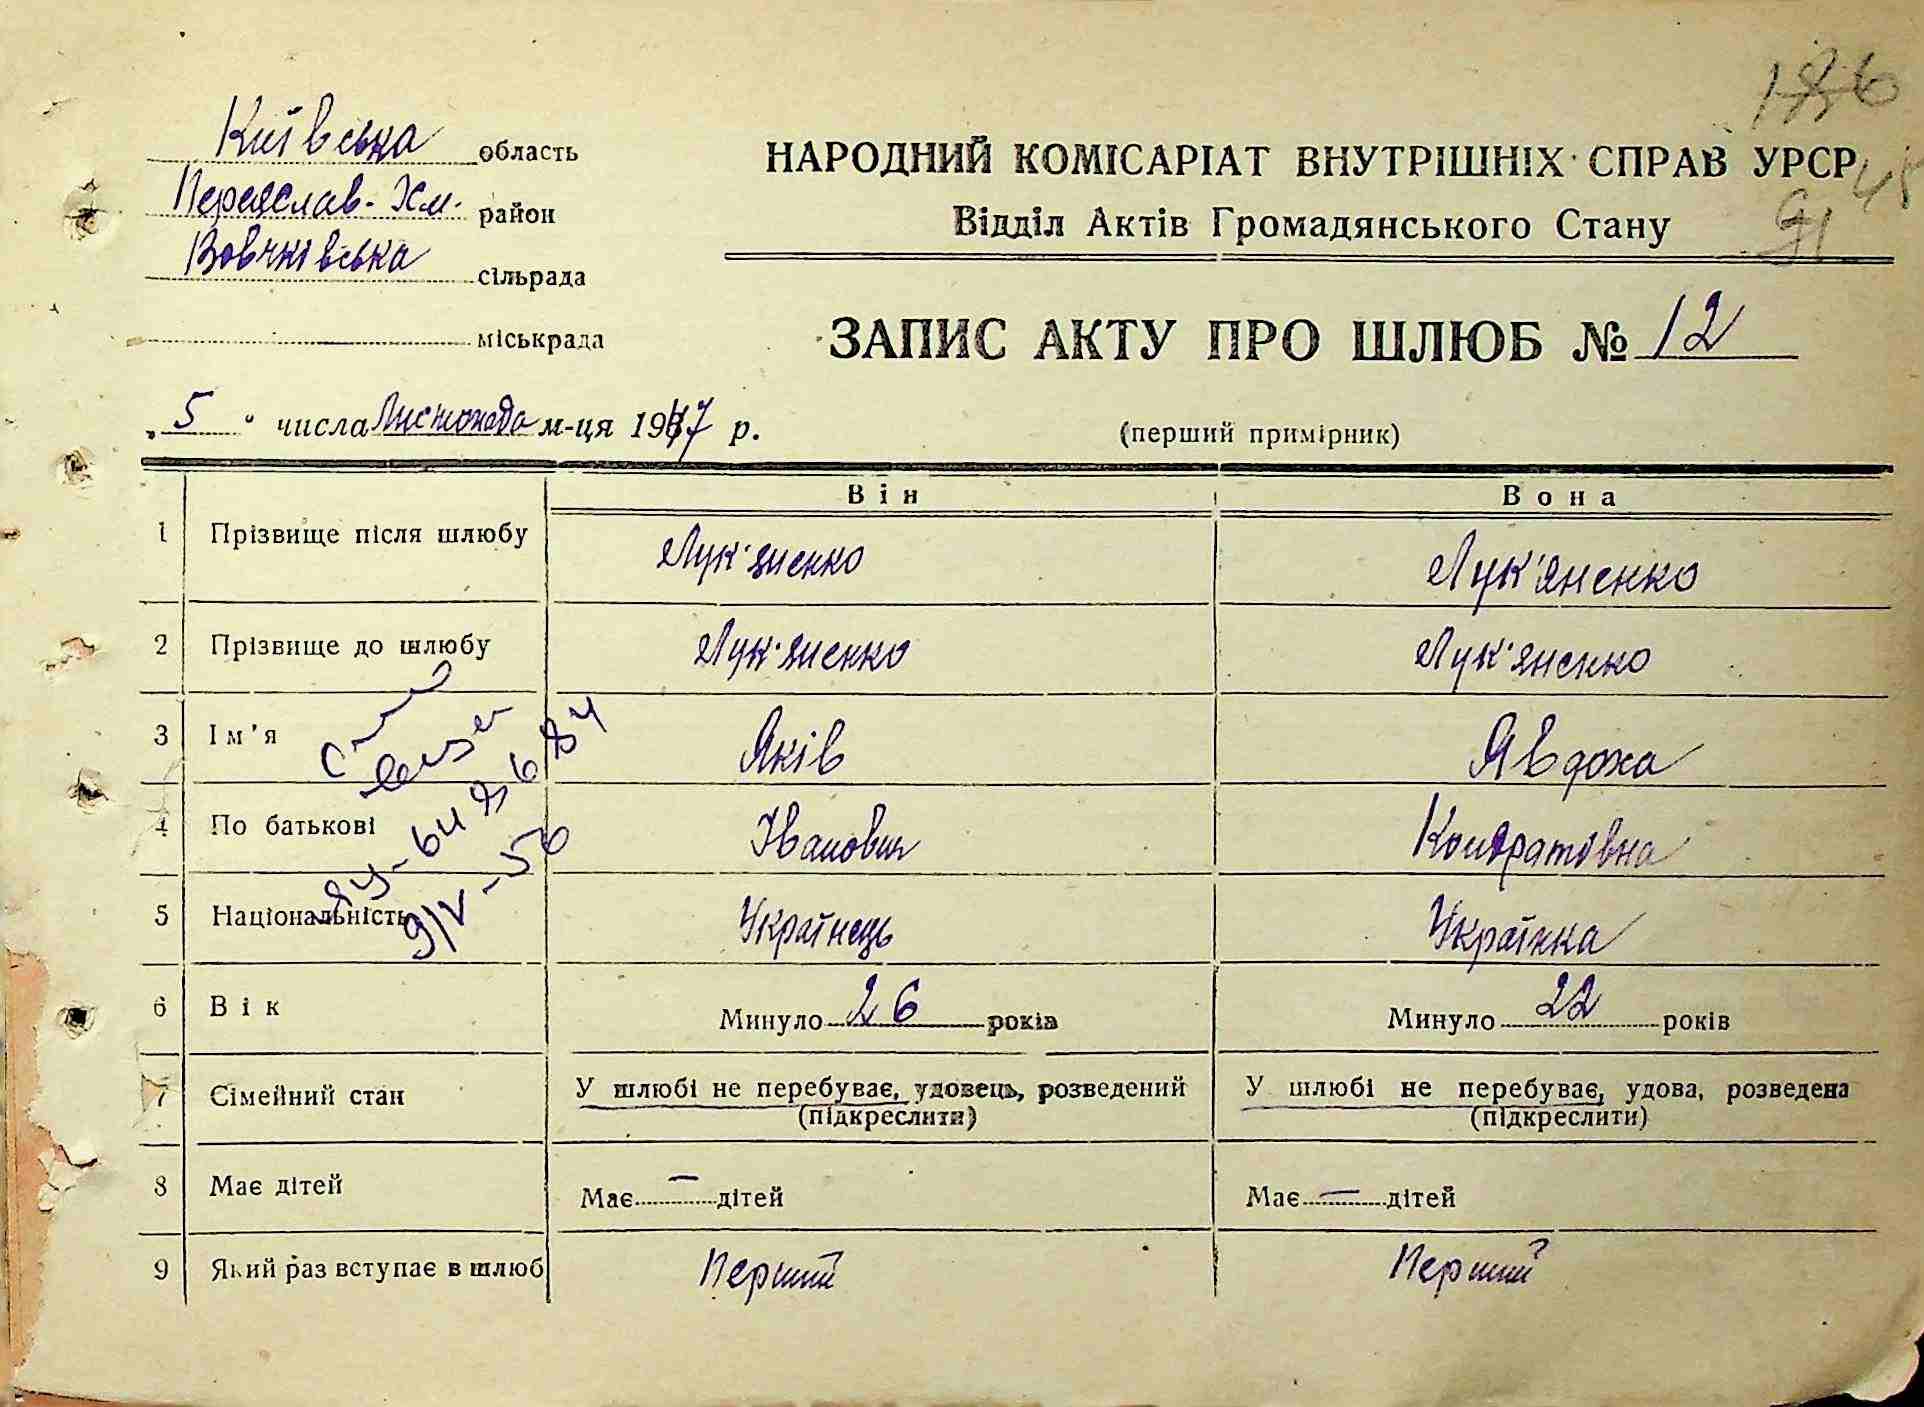 186
Київська область
Переяслав-Хм. район
Вовчківська сільрада
міськрада
НАРОДНИЙ КОМІСАРІАТ ВНУТРІШНІХ СПРАВ УРСР
45
Відділ Актів Громадянського Стану
91
ЗАПИС АКТУ ПРО ШЛЮБ № 12
„5“ числа Листопада м-ця 1947 р.
(перший примірник)
Він Вона
1 Прізвище після шлюбу Лук'яненко Лук'яненко
2 Прізвище до шлюбу Лук'яненко Лук'яненко
3 Ім'я Яків Явдоха
4 По батькові Іванович Кондратівна
5 Національність Українець Українка
9/V-56
6 Вік Минуло 26 років Минуло 22 років
7 Сімейний стан У шлюбі не перебуває, удовець, розведений У шлюбі не перебуває, удова, розведена
(підкреслити) (підкреслити)
8 Має дітей Має — дітей Має — дітей
9 Який раз вступає в шлюб Перший Перший